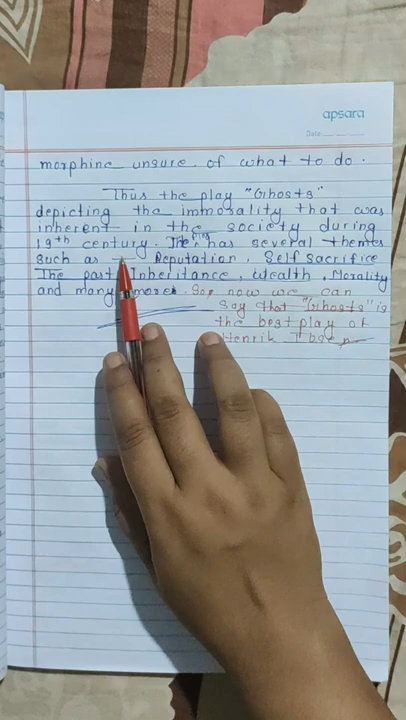 apsara
Date:
morphine unsure of what to do.
Thus the play "Ghosts"
depicting the immorality that was
inherent in the society during
19th century. The play has several themes
such as Reputation, Self sacrifice
The past Inheritance, Wealth, Morality
and many more. So, now we can
Say that "Ghosts" is
the best play of
Henrik Ibsen